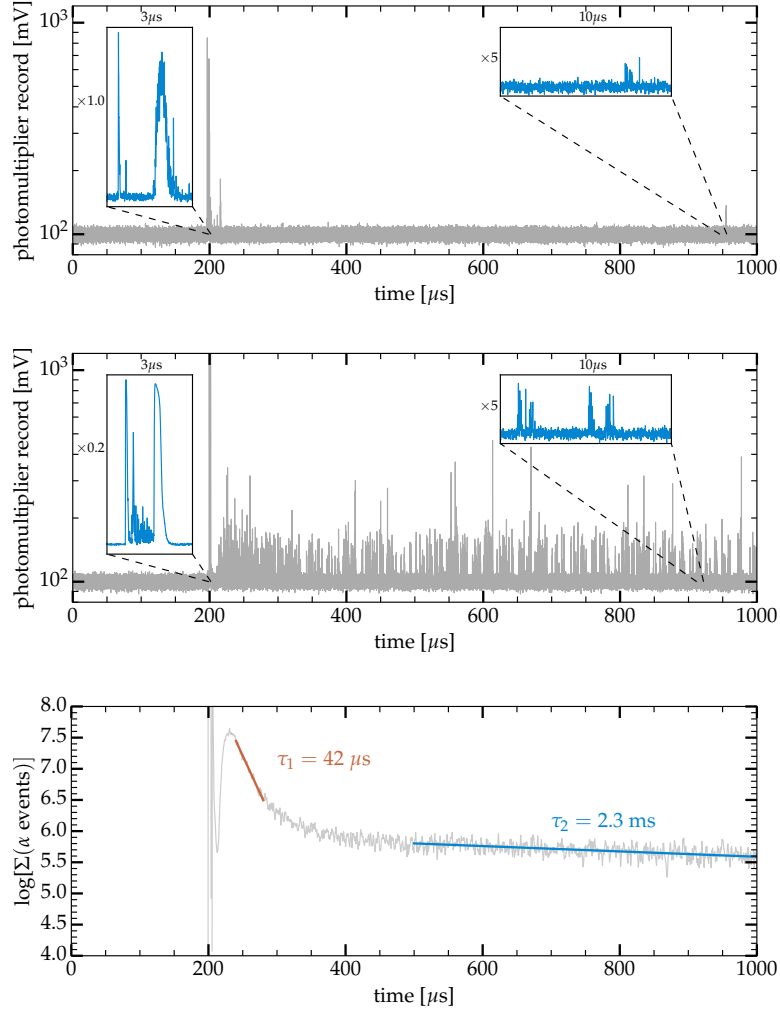 photomultiplier record [mV]
10³
10²
3µs
×1.0
10µs
×5
0 200 400 600 800 1000
time [µs]
photomultiplier record [mV]
10³
10²
3µs
×0.2
10µs
×5
0 200 400 600 800 1000
time [µs]
log[Σ(α events)]
8.0
7.5
7.0
6.5
6.0
5.5
5.0
4.5
4.0
τ₁ = 42 µs
τ₂ = 2.3 ms
0 200 400 600 800 1000
time [µs]